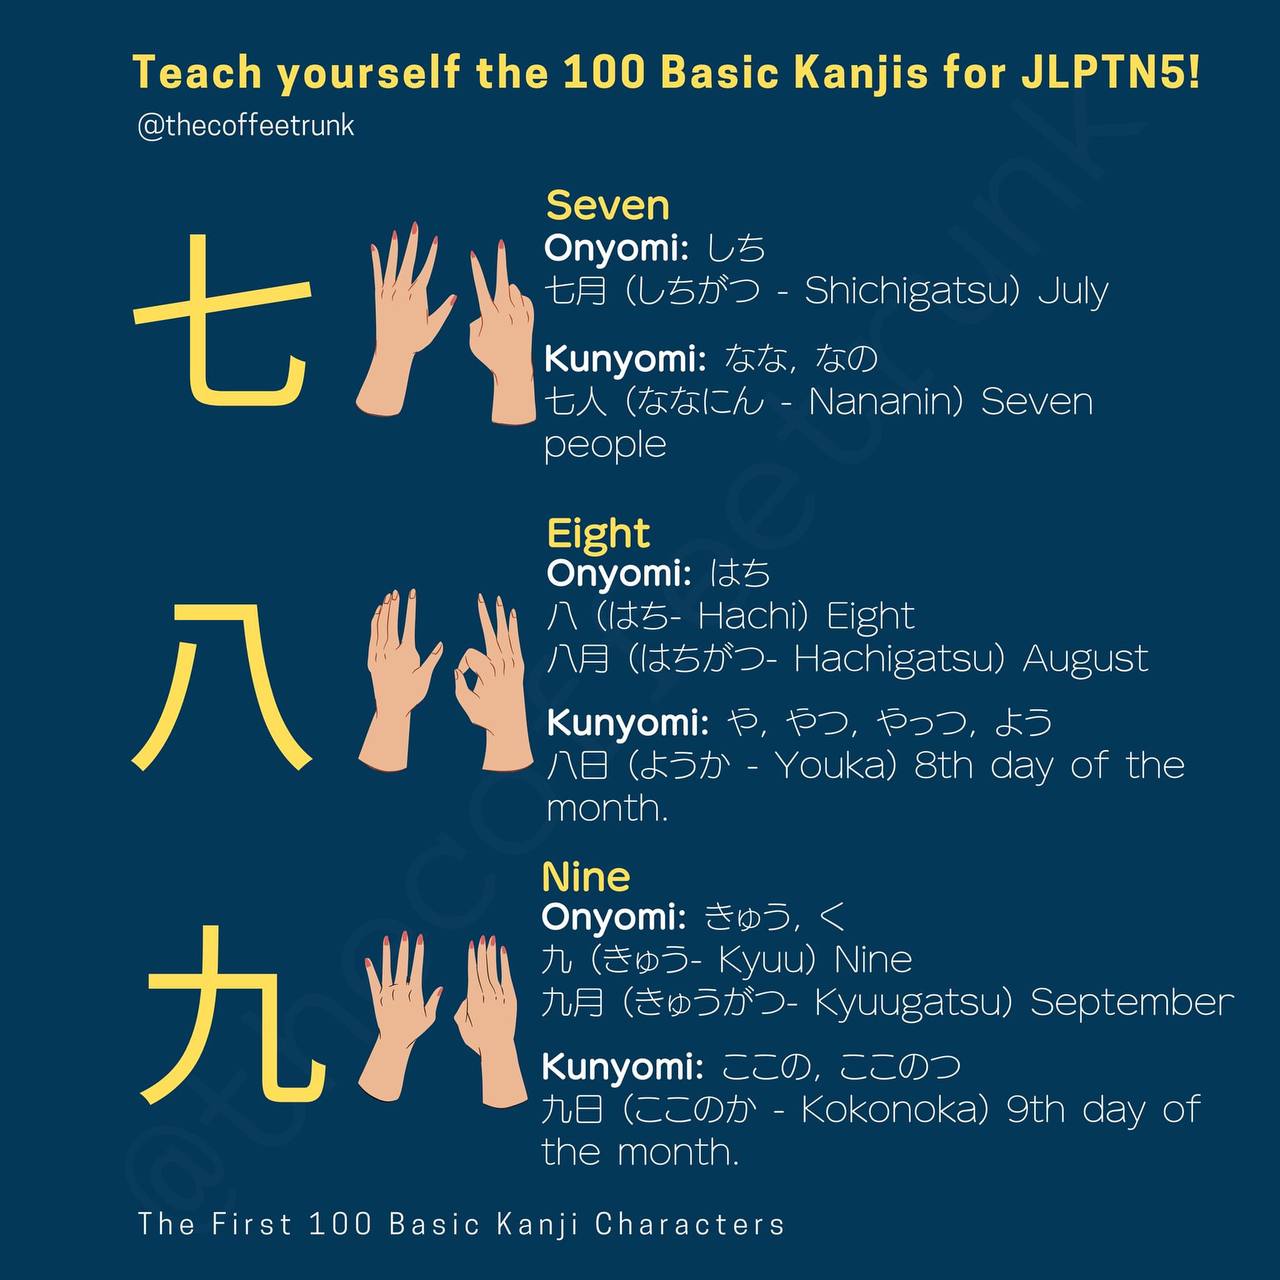 Teach yourself the 100 Basic Kanjis for JLPTN5!
@thecoffeetrunk
七
Seven
Onyomi: しち
七月 (しちがつ - Shichigatsu) July
Kunyomi: なな, なの
七人 (ななにん - Nananin) Seven
people
八
Eight
Onyomi: はち
八 (はち- Hachi) Eight
八月 (はちがつ- Hachigatsu) August
Kunyomi: や, やつ, やっつ, よう
八日 (ようか - Youka) 8th day of the
month.
九
Nine
Onyomi: きゅう, く
九 (きゅう- Kyuu) Nine
九月 (きゅうがつ- Kyuugatsu) September
Kunyomi: ここの, ここのつ
九日 (ここのか - Kokonoka) 9th day of
the month.
The First 100 Basic Kanji Characters
@thecoffeetrunk